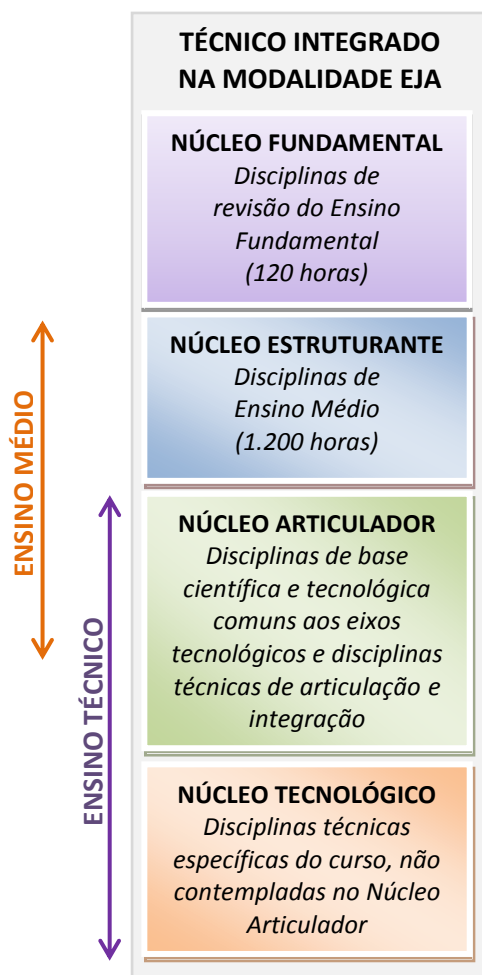 TÉCNICO INTEGRADO
NA MODALIDADE EJA
NÚCLEO FUNDAMENTAL
Disciplinas de
revisão do Ensino
Fundamental
(120 horas)
NÚCLEO ESTRUTURANTE
Disciplinas de
Ensino Médio
(1.200 horas)
NÚCLEO ARTICULADOR
Disciplinas de base
científica e tecnológica
comuns aos eixos
tecnológicos e disciplinas
técnicas de articulação e
integração
NÚCLEO TECNOLÓGICO
Disciplinas técnicas
específicas do curso, não
contempladas no Núcleo
Articulador
ENSINO MÉDIO
ENSINO TÉCNICO